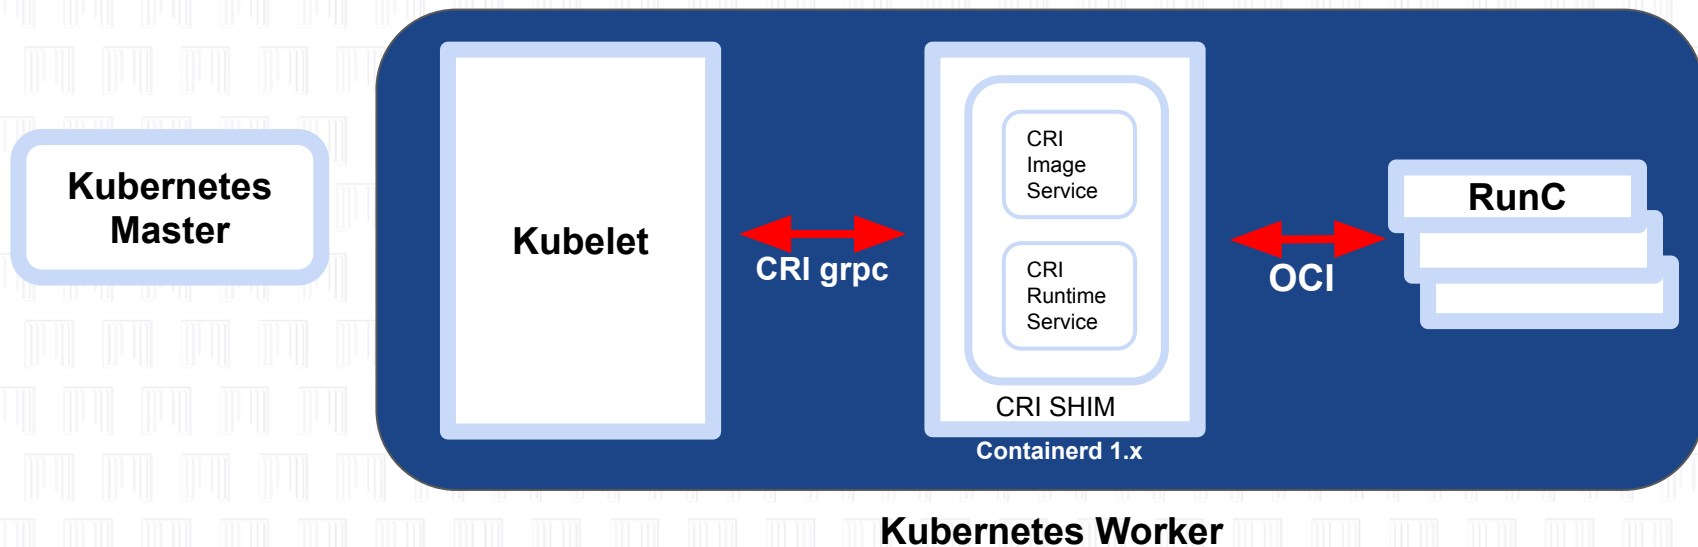 Kubernetes
Master
Kubelet
CRI grpc
CRI
Image
Service
CRI
Runtime
Service
CRI SHIM
Containerd 1.x
OCI
RunC
Kubernetes Worker